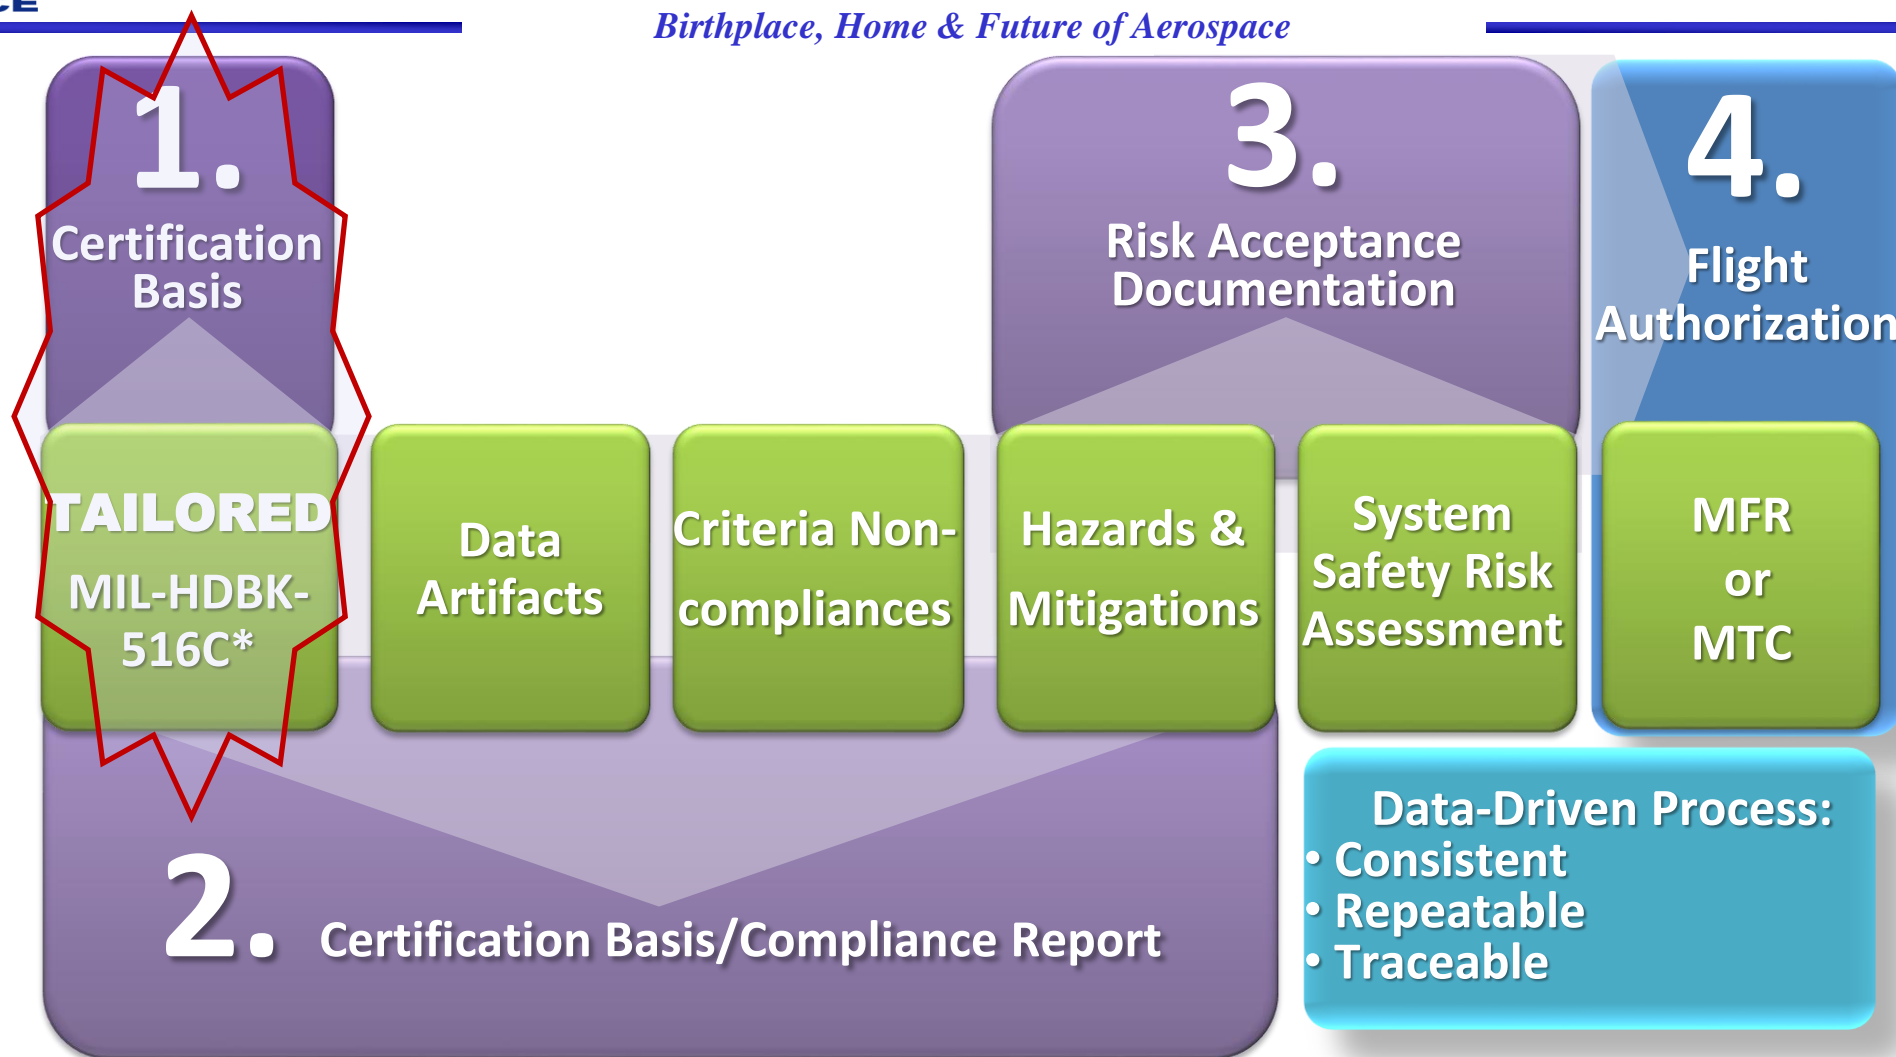 Birthplace, Home & Future of Aerospace
1.
Certification
Basis
3.
Risk Acceptance
Documentation
4.
Flight
Authorization
TAILORED
MIL-HDBK-
516C*
Data
Artifacts
Criteria Non-
compliances
Hazards &
Mitigations
System
Safety Risk
Assessment
MFR
or
MTC
2. Certification Basis/Compliance Report
Data-Driven Process:
• Consistent
• Repeatable
• Traceable